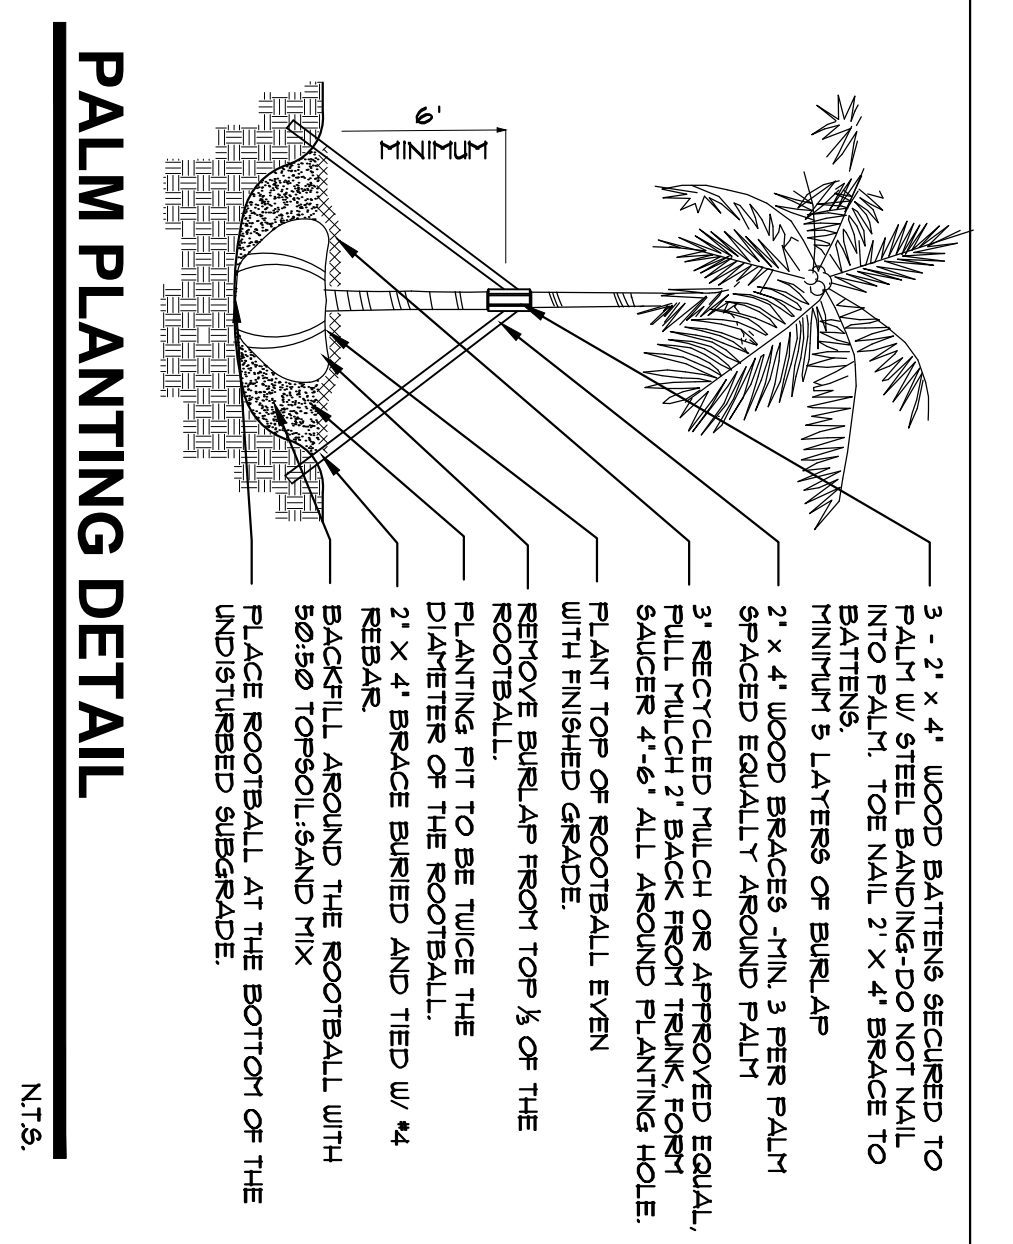 3 - 2" x 4" WOOD BATTENS SECURED TO
PALM W/ STEEL BANDING-DO NOT NAIL
INTO PALM. TOE NAIL 2' X 4" BRACE TO
BATTENS.
MINIMUM 5 LAYERS OF BURLAP
2" x 4" WOOD BRACES -MIN. 3 PER PALM
SPACED EQUALLY AROUND PALM
3" RECYCLED MULCH OR APPROVED EQUAL,
PULL MULCH 2" BACK FROM TRUNK, FORM
SAUCER 4"-6" ALL AROUND PLANTING HOLE.
PLANT TOP OF ROOTBALL EVEN
WITH FINISHED GRADE.
REMOVE BURLAP FROM TOP ⅓ OF THE
ROOTBALL.
PLANTING PIT TO BE TWICE THE
DIAMETER OF THE ROOTBALL.
2" X 4" BRACE BURIED AND TIED W/ #4
REBAR.
BACKFILL AROUND THE ROOTBALL WITH
50:50 TOPSOIL:SAND MIX
PLACE ROOTBALL AT THE BOTTOM OF THE
UNDISTURBED SUBGRADE.
6'
MINIMUM
PALM PLANTING DETAIL
N.T.S.